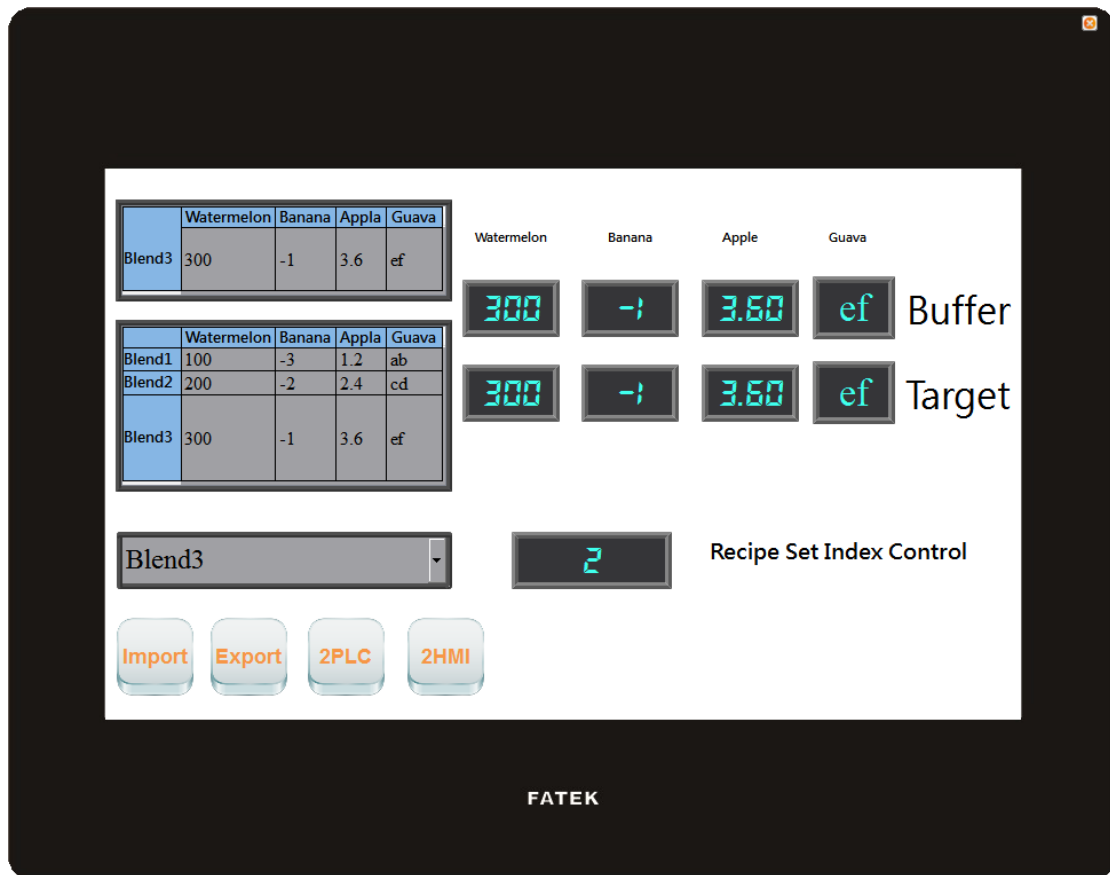 Watermelon Banana Appla Guava
Blend3 300 -1 3.6 ef
Watermelon Banana Apple Guava
300 -1 3.60 ef Buffer
Watermelon Banana Appla Guava
Blend1 100 -3 1.2 ab
Blend2 200 -2 2.4 cd
Blend3 300 -1 3.6 ef
300 -1 3.60 ef Target
Blend3
2
Recipe Set Index Control
Import Export 2PLC 2HMI
FATEK